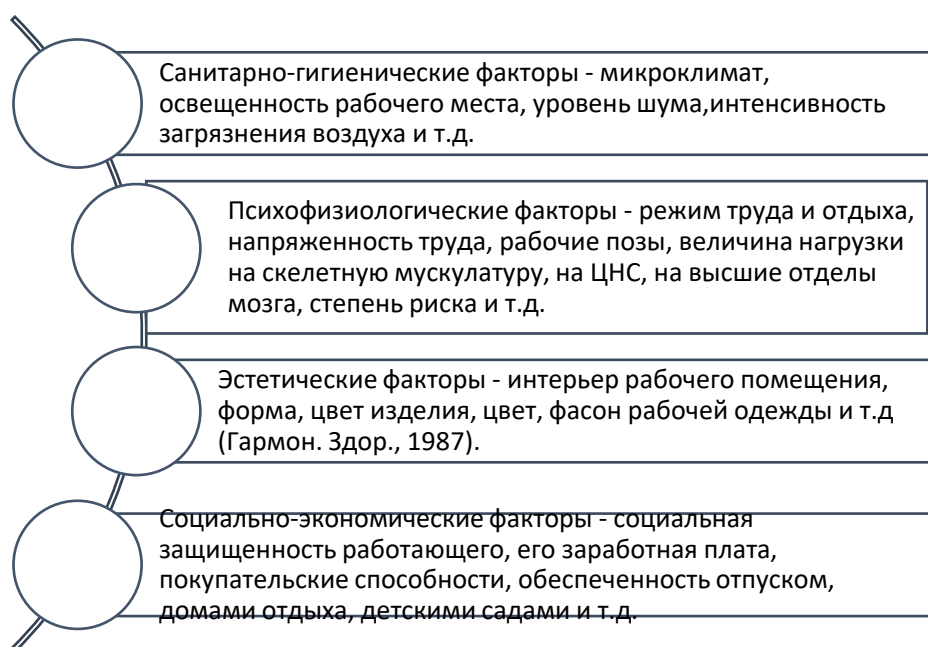 Санитарно-гигиенические факторы - микроклимат,
освещенность рабочего места, уровень шума,интенсивность
загрязнения воздуха и т.д.
Психофизиологические факторы - режим труда и отдыха,
напряженность труда, рабочие позы, величина нагрузки
на скелетную мускулатуру, на ЦНС, на высшие отделы
мозга, степень риска и т.д.
Эстетические факторы - интерьер рабочего помещения,
форма, цвет изделия, цвет, фасон рабочей одежды и т.д
(Гармон. Здор., 1987).
Социально-экономические факторы - социальная
защищенность работающего, его заработная плата,
покупательские способности, обеспеченность отпуском,
домами отдыха, детскими садами и т.д.